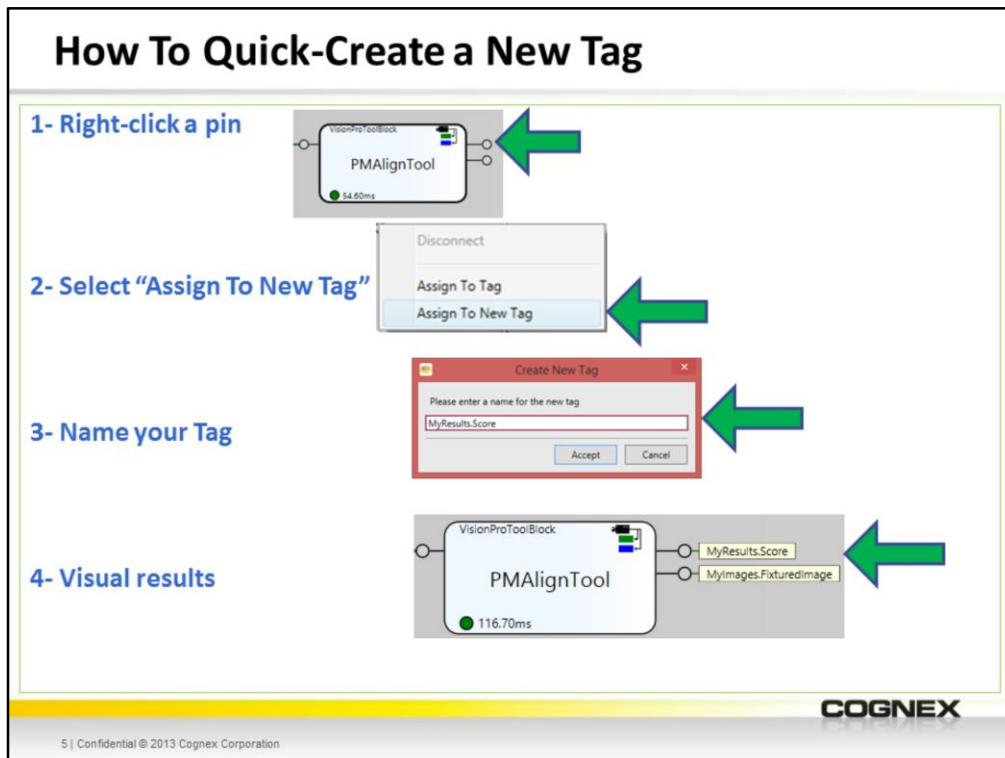 How To Quick-Create a New Tag
1- Right-click a pin
VisionProToolBlock
PMAlignTool
54.60ms
2- Select “Assign To New Tag”
Disconnect
Assign To Tag
Assign To New Tag
3- Name your Tag
Create New Tag
Please enter a name for the new tag
MyResults.Score
Accept
Cancel
4- Visual results
VisionProToolBlock
PMAlignTool
116.70ms
MyResults.Score
MyImages.FixturedImage
COGNEX
5 | Confidential © 2013 Cognex Corporation